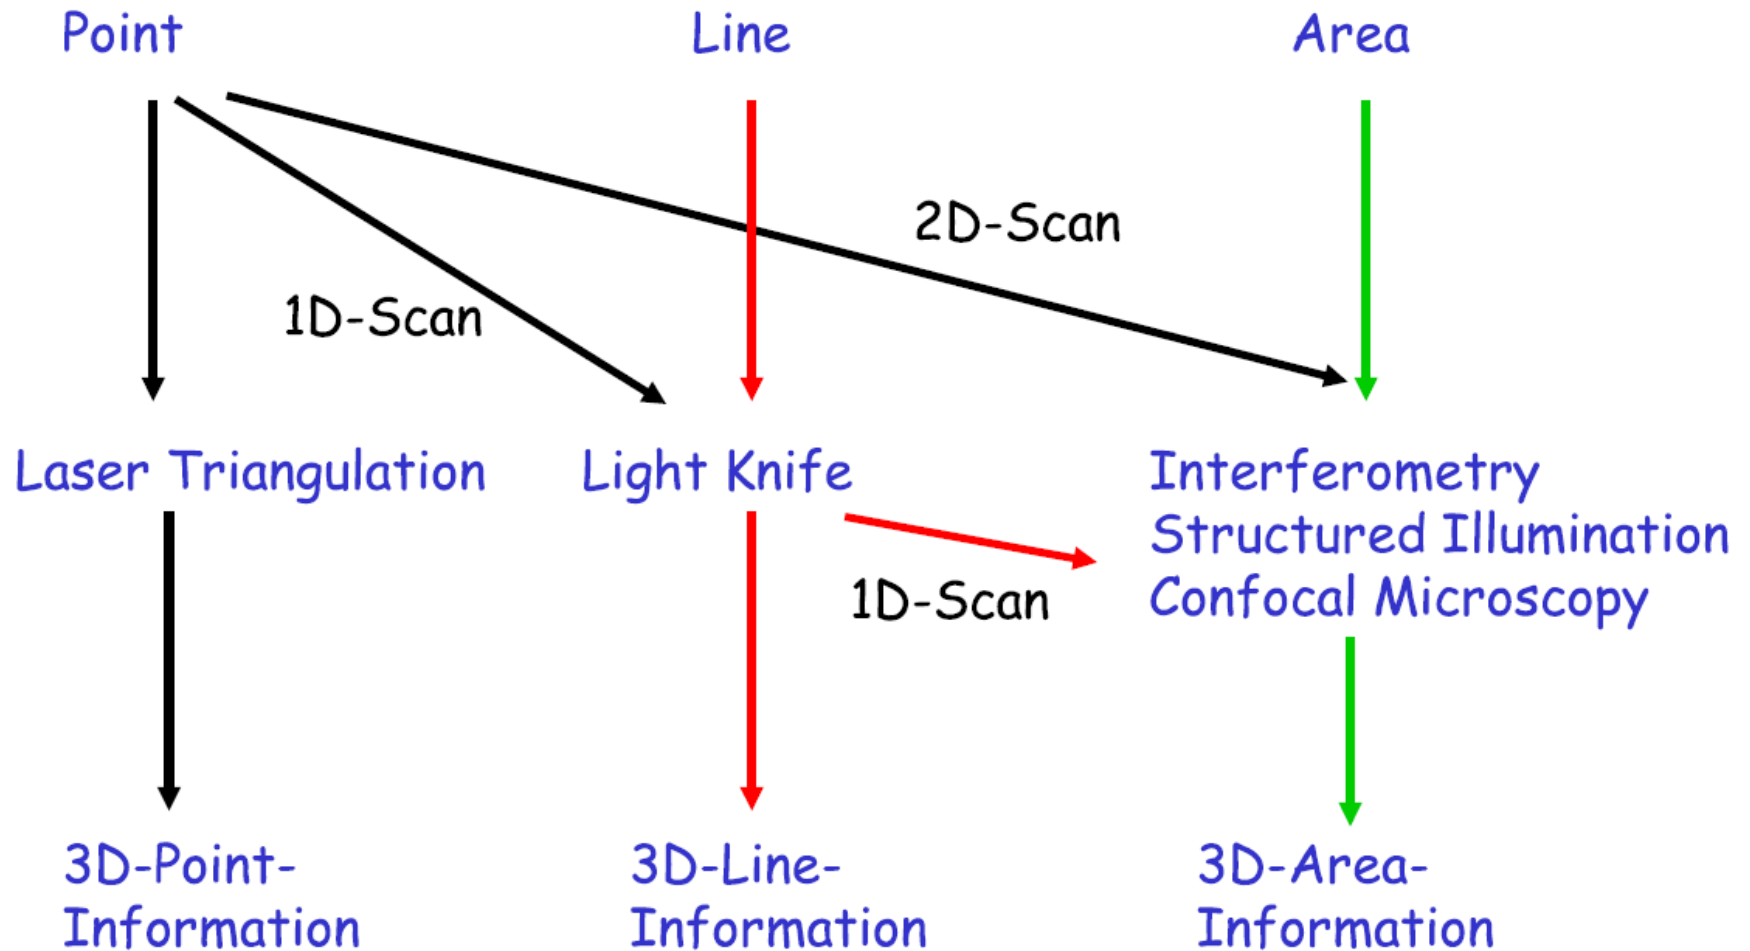 Point
Line
Area
2D-Scan
1D-Scan
Laser Triangulation
Light Knife
Interferometry
Structured Illumination
Confocal Microscopy
1D-Scan
3D-Point-
Information
3D-Line-
Information
3D-Area-
Information